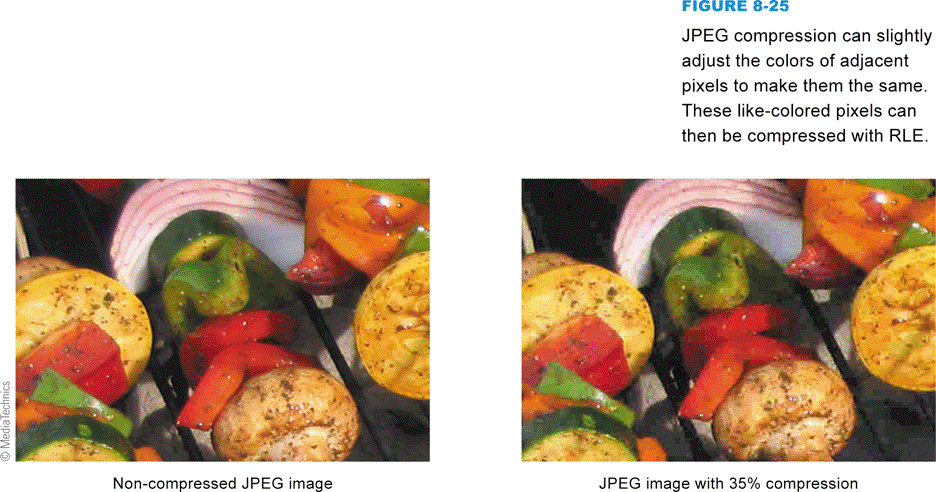 FIGURE 8-25
JPEG compression can slightly
adjust the colors of adjacent
pixels to make them the same.
These like-colored pixels can
then be compressed with RLE.
© MediaTechnics
Non-compressed JPEG image
JPEG image with 35% compression